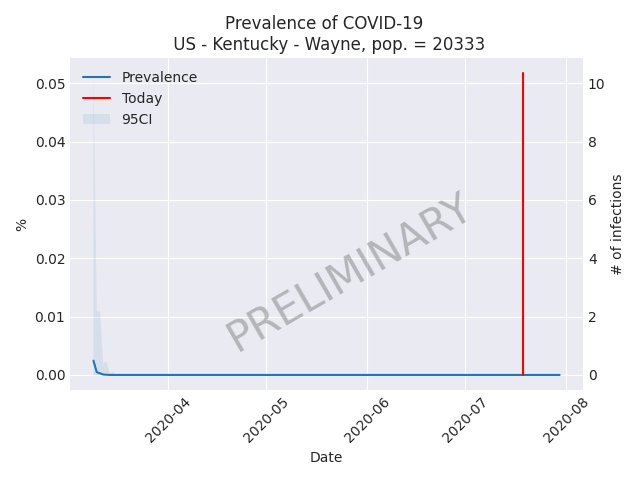 Prevalence of COVID-19
US - Kentucky - Wayne, pop. = 20333
Prevalence
Today
95CI
0.05
0.04
0.03
0.02
0.01
0.00
%
10
8
6
4
2
0
# of infections
PRELIMINARY
2020-04
2020-05
2020-06
2020-07
2020-08
Date